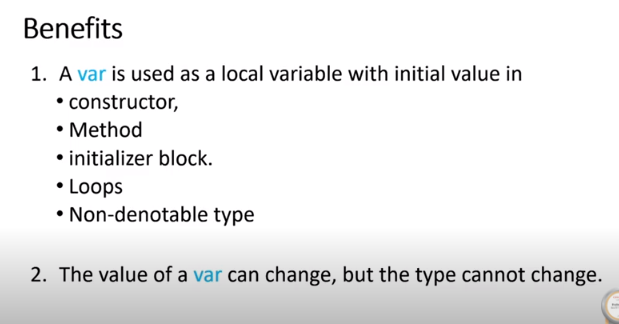 Benefits
1. A var is used as a local variable with initial value in
• constructor,
• Method
• initializer block.
• Loops
• Non-denotable type
2. The value of a var can change, but the type cannot change.